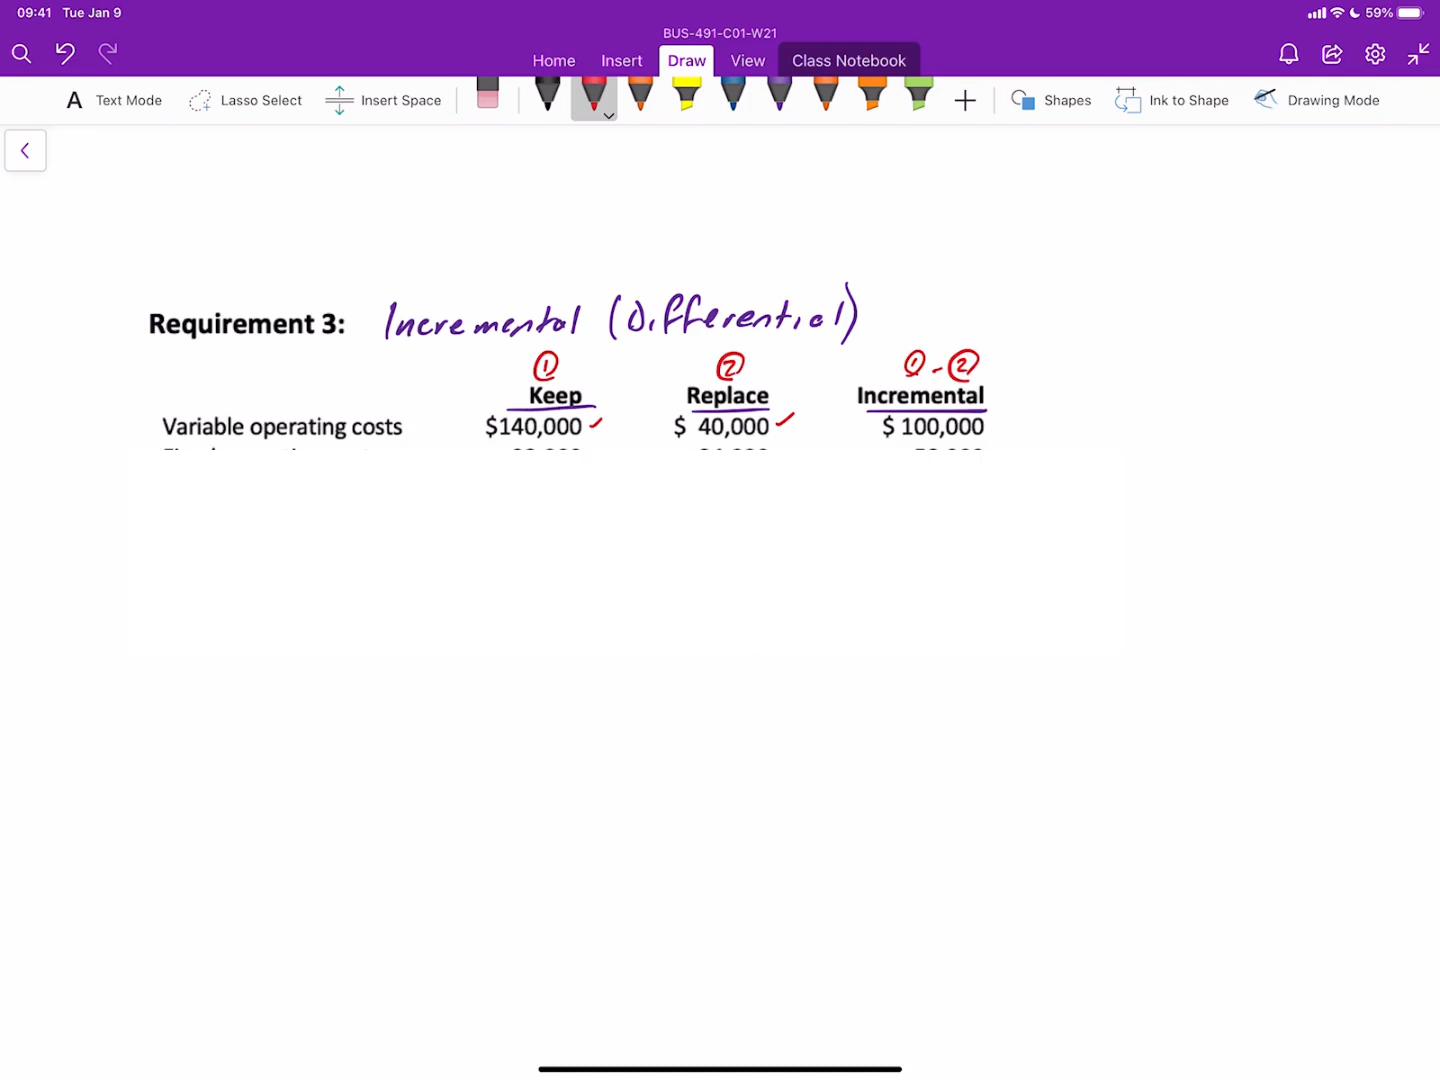 09:41 Tue Jan 9
59%
BUS-491-C01-W21
Home Insert Draw View Class Notebook
A Text Mode Lasso Select Insert Space Shapes Ink to Shape Drawing Mode
Requirement 3: Incremental (Differential)
① ② ① - ②
Keep Replace Incremental
Variable operating costs $140,000 ✓ $ 40,000 ✓ $ 100,000